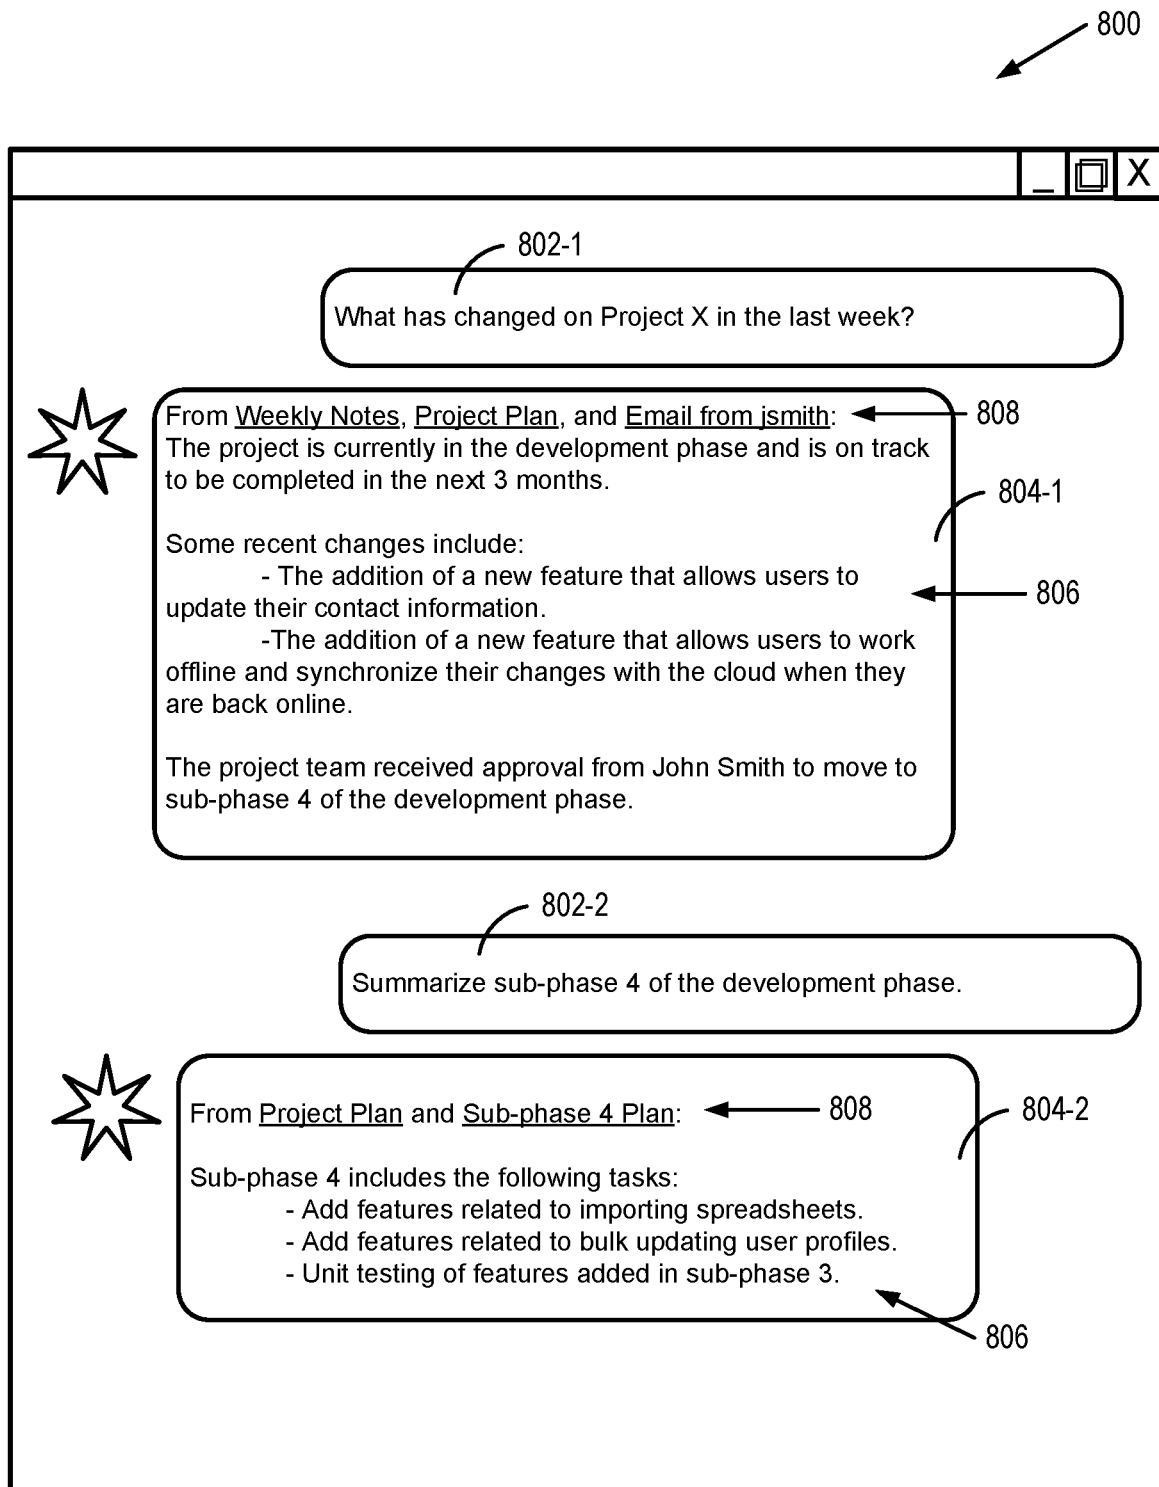 800
_ X
802-1
What has changed on Project X in the last week?
From Weekly Notes, Project Plan, and Email from jsmith:
808
The project is currently in the development phase and is on track
to be completed in the next 3 months.
804-1
Some recent changes include:
- The addition of a new feature that allows users to
806
update their contact information.
-The addition of a new feature that allows users to work
offline and synchronize their changes with the cloud when they
are back online.
The project team received approval from John Smith to move to
sub-phase 4 of the development phase.
802-2
Summarize sub-phase 4 of the development phase.
From Project Plan and Sub-phase 4 Plan:
808
804-2
Sub-phase 4 includes the following tasks:
- Add features related to importing spreadsheets.
- Add features related to bulk updating user profiles.
- Unit testing of features added in sub-phase 3.
806